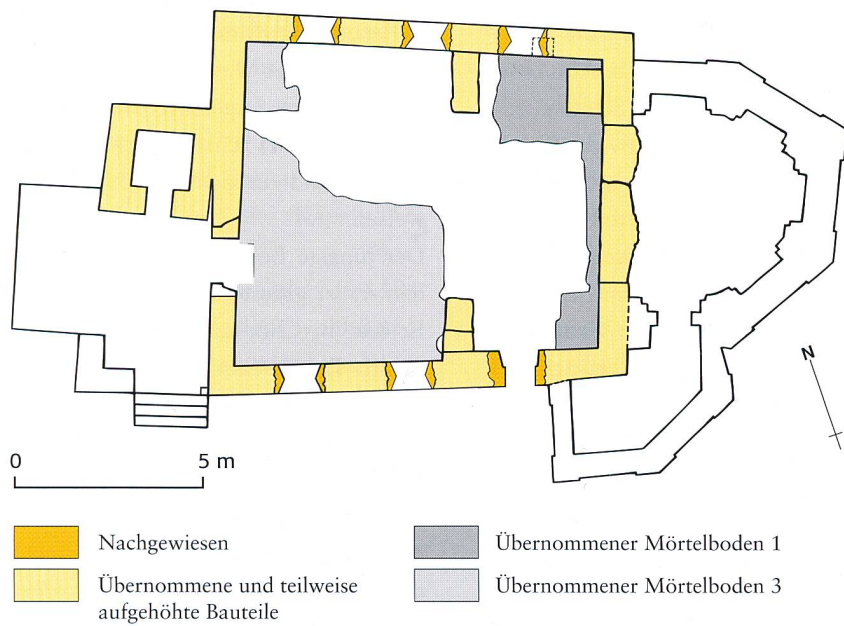 N
0 5 m
Nachgewiesen
Übernommene und teilweise
aufgehöhte Bauteile
Übernommener Mörtelboden 1
Übernommener Mörtelboden 3